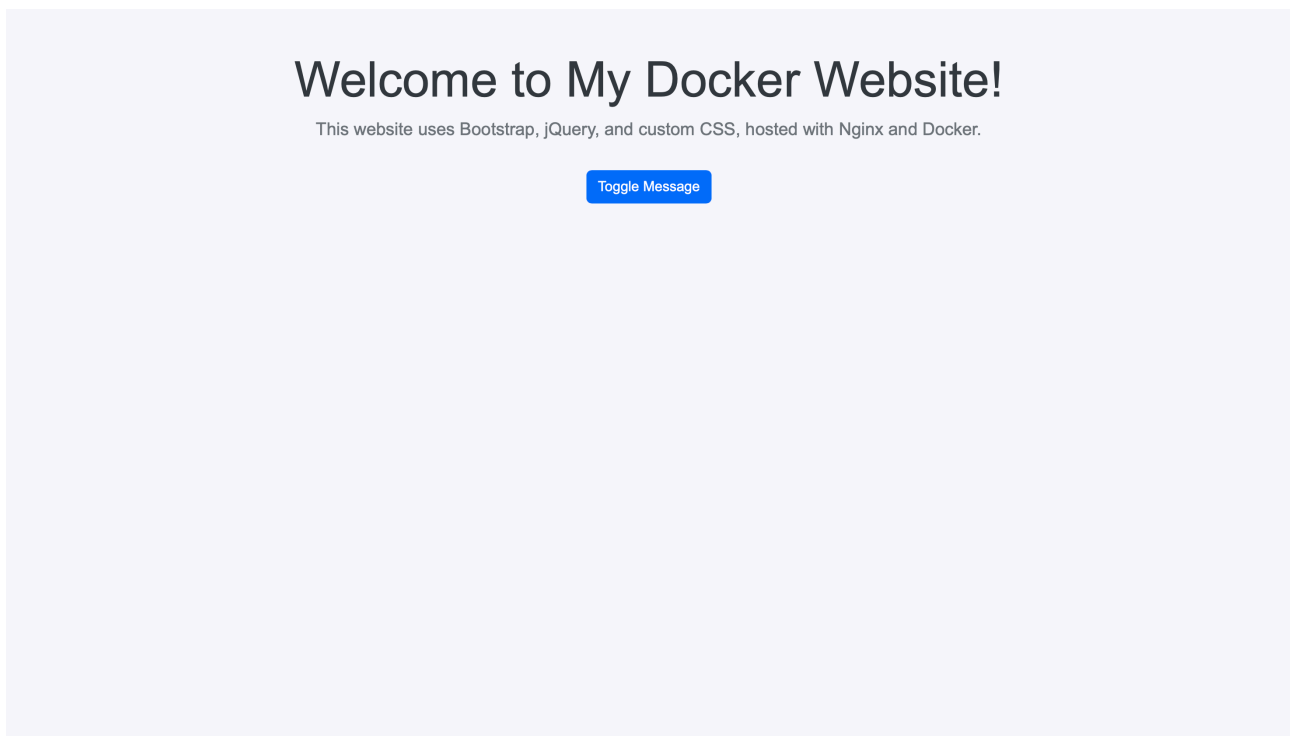 Welcome to My Docker Website!
This website uses Bootstrap, jQuery, and custom CSS, hosted with Nginx and Docker.
Toggle Message